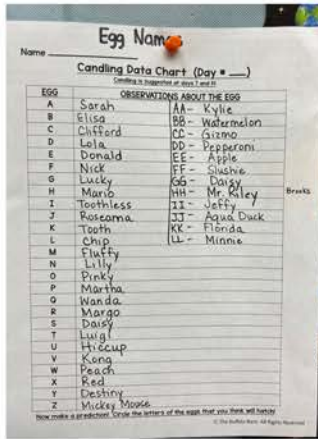 Egg Names
Name
Candling Data Chart (Day # ___)
Candling is suggested at days 7 and 14
EGG OBSERVATIONS ABOUT THE EGG
A Sarah AA- Kylie
B Elisa BB- Watermelon
C Clifford CC- Gizmo
D Lola DD- Pepperoni
E Donald EE- Apple
F Nick FF- Slushie
G Lucky GG- Daisy
H Mario HH- Mr. Riley Brooks
I Toothless II- Jeffy
J Roseama JJ- Aqua Duck
K Tooth KK- Florida
L Chip LL- Minnie
M Fluffy
N Lilly
O Pinky
P Martha
Q Wanda
R Margo
S Daisy
T Luigi
U Hiccup
V Kong
W Peach
X Red
Y Destiny
Z Mickey Moose
Now make a prediction! Circle the letters of the eggs that you think will hatch!
All Rights Reserved